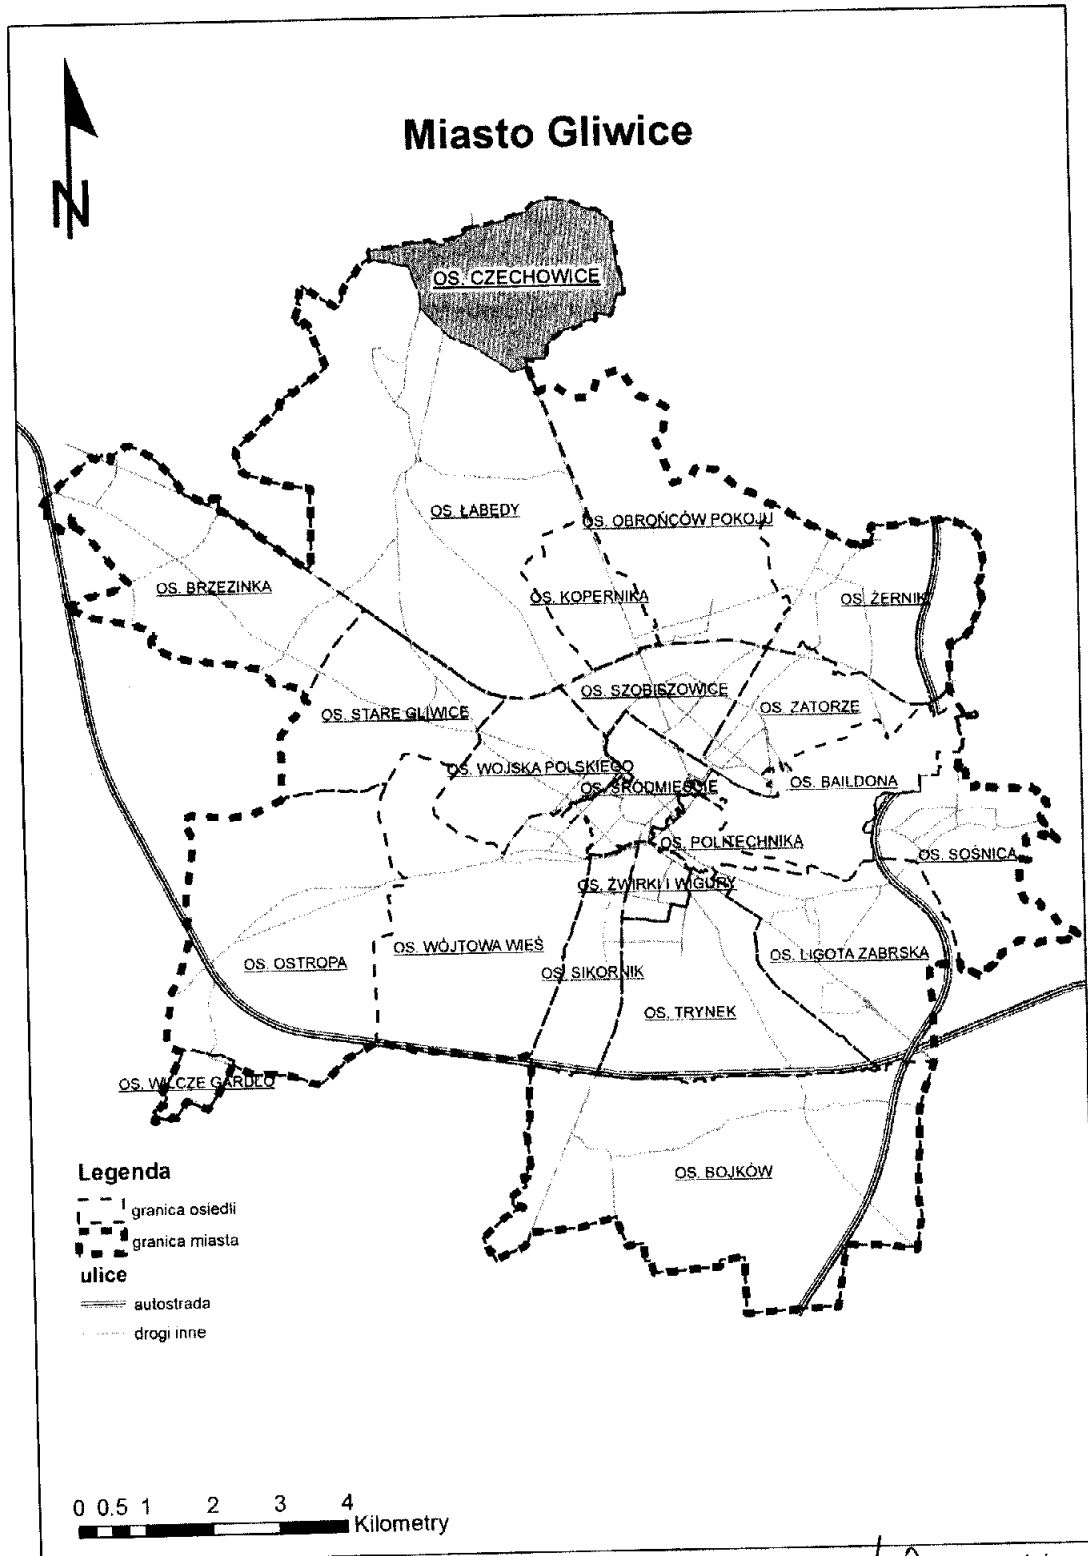 Miasto Gliwice
N
OS. CZECHOWICE
OS. ŁABĘDY
OS. OBROŃCÓW POKOJU
OS. BRZEZINKA
OS. KOPERNIKA
OS. ŻERNIKI
OS. SZOBISZOWICE
OS. STARE GLIWICE
OS. ZATORZE
OS. WOJSKA POLSKIEGO
OS. ŚRÓDMIEŚCIE
OS. BAILDONA
OS. POLITECHNIKA
OS. SOŚNICA
OS. ŻWIRKI I WIGURY
OS. WÓJTOWA WIEŚ
OS. LIGOTA ZABRSKA
OS. OSTROPA
OS. SIKORNIK
OS. TRYNEK
OS. WILCZE GARDŁO
OS. BOJKÓW
Legenda
granica osiedli
granica miasta
ulice
autostrada
drogi inne
0 0,5 1 2 3 4
Kilometry